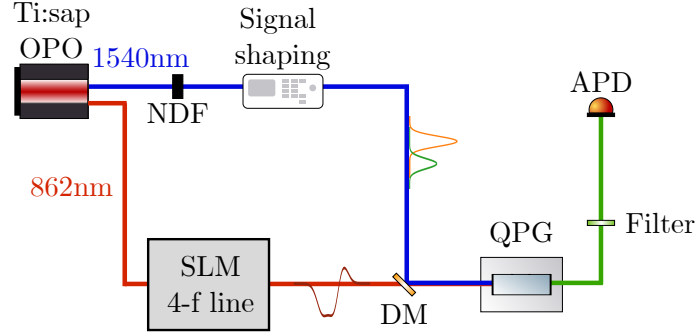 Ti:sap
OPO
1540nm
NDF
Signal
shaping
APD
862nm
SLM
4-f line
DM
QPG
Filter